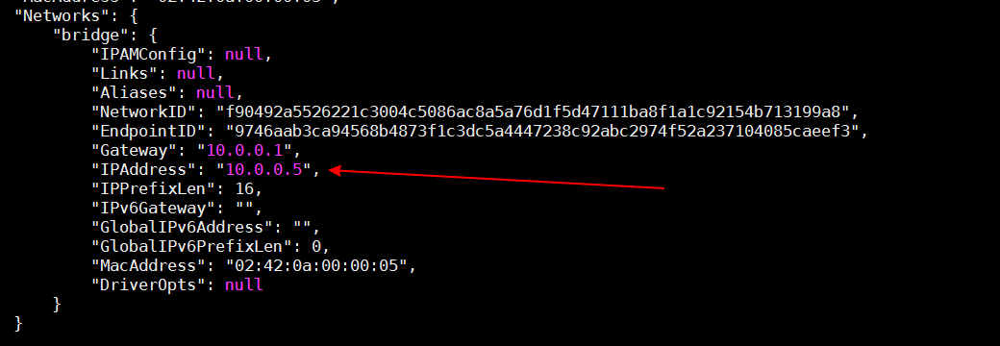 "Networks": {
"bridge": {
"IPAMConfig": null,
"Links": null,
"Aliases": null,
"NetworkID": "f90492a5526221c3004c5086ac8a5a76d1f5d47111ba8f1a1c92154b713199a8",
"EndpointID": "9746aab3ca94568b4873f1c3dc5a4447238c92abc2974f52a237104085caeef3",
"Gateway": "10.0.0.1",
"IPAddress": "10.0.0.5",
"IPPrefixLen": 16,
"IPv6Gateway": "",
"GlobalIPv6Address": "",
"GlobalIPv6PrefixLen": 0,
"MacAddress": "02:42:0a:00:00:05",
"DriverOpts": null
}
}